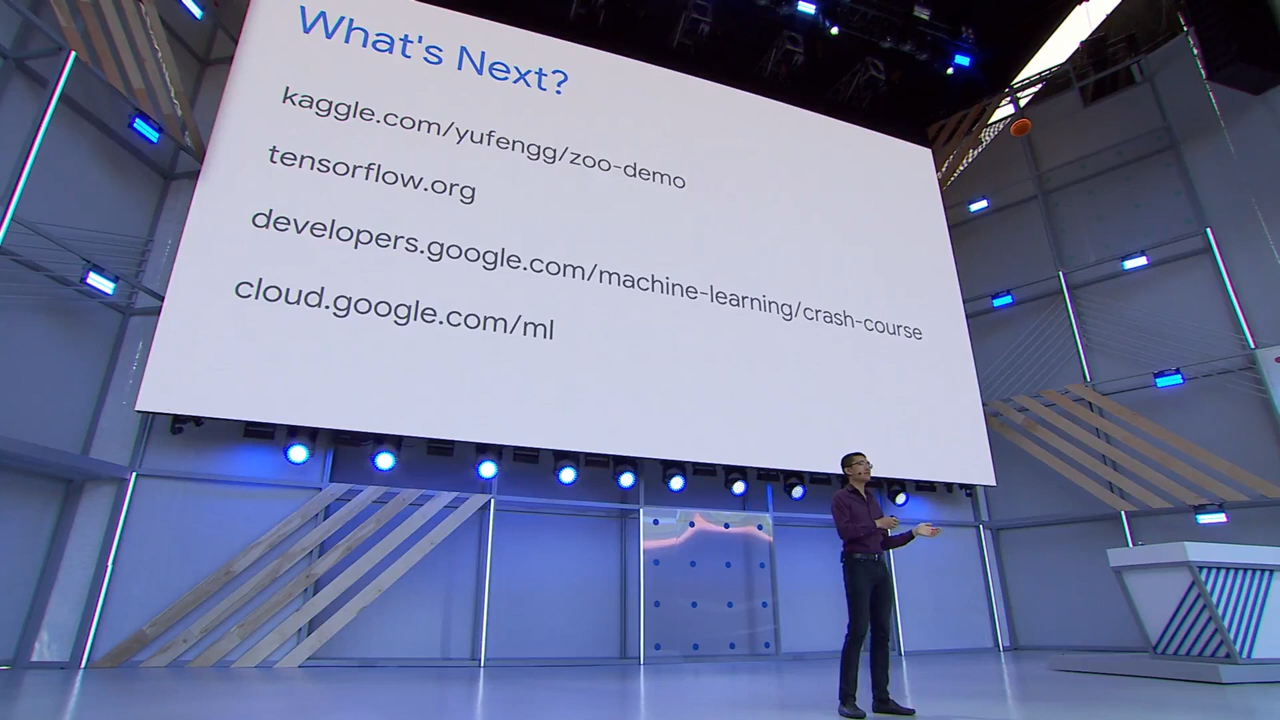 What's Next?
kaggle.com/yufengg/zoo-demo
tensorflow.org
developers.google.com/machine-learning/crash-course
cloud.google.com/ml